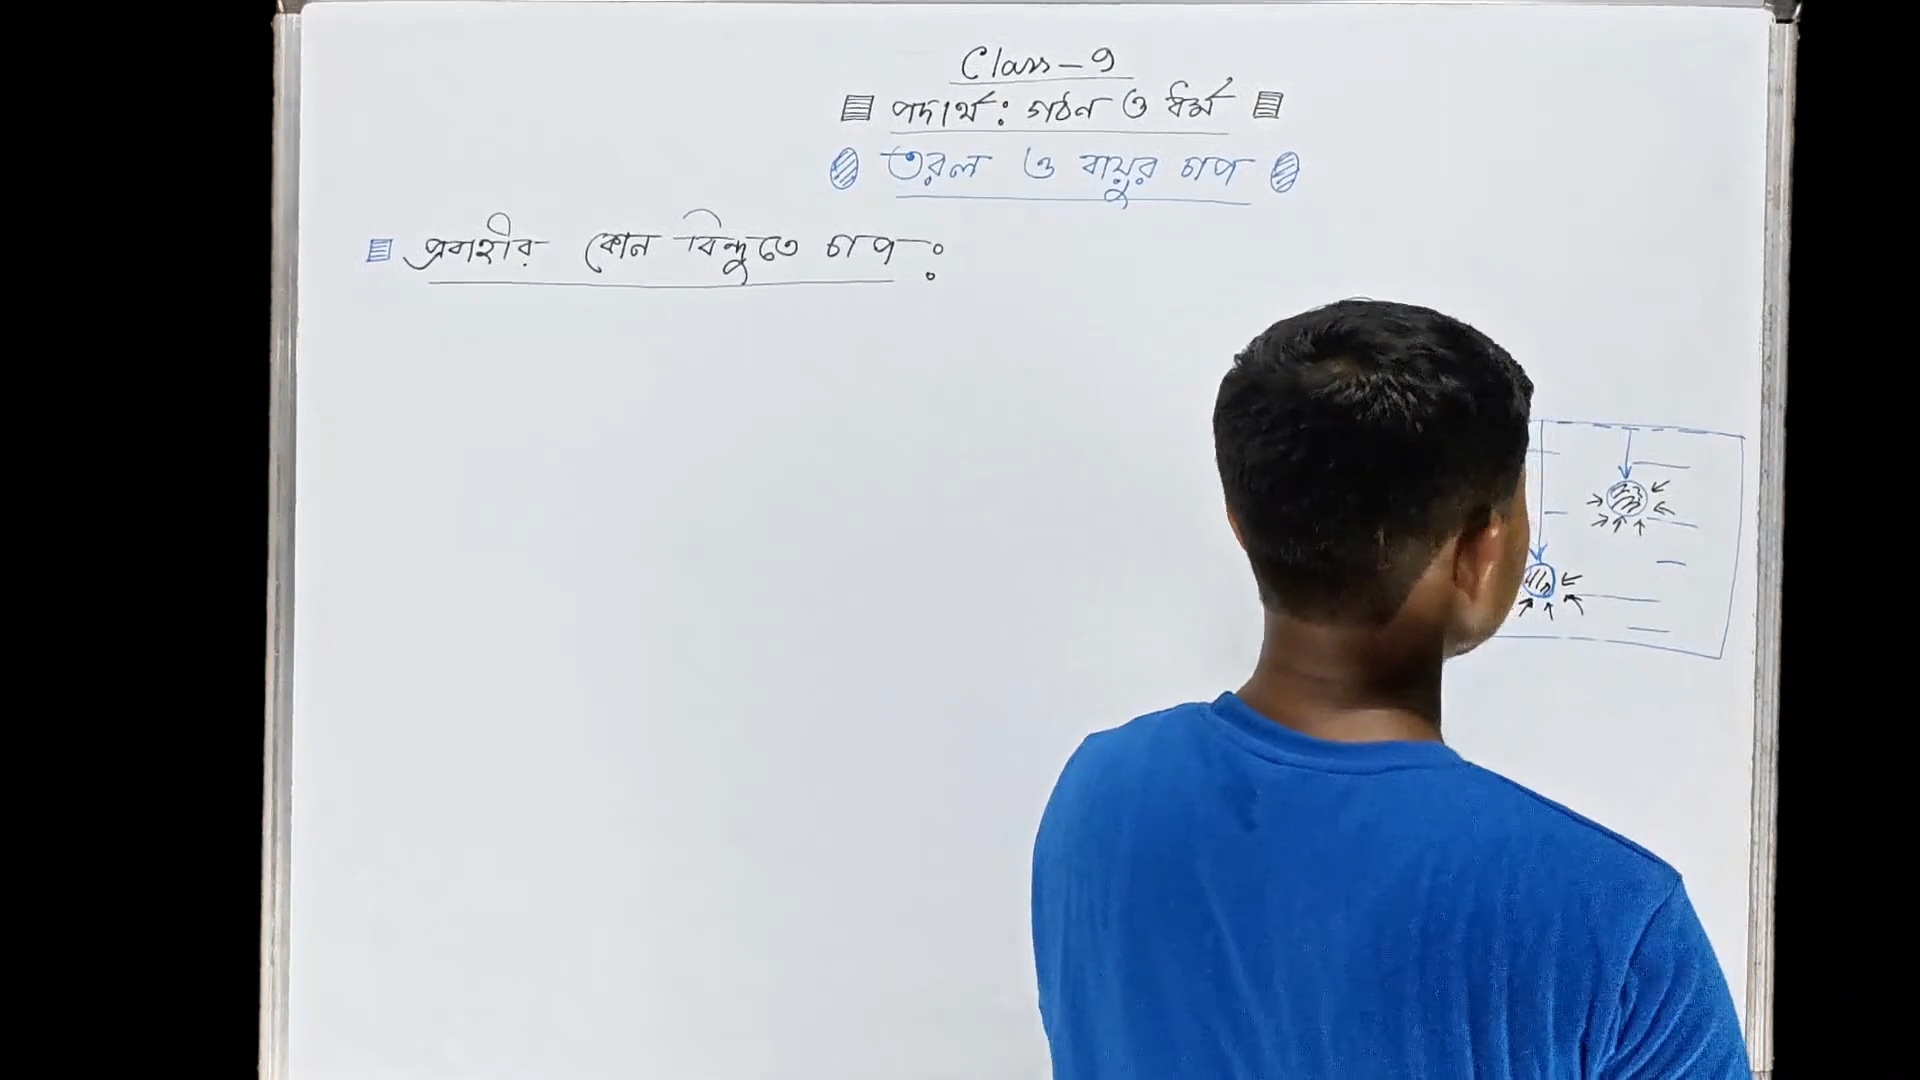 Class - 9
পদার্থ : গঠন ও ধর্ম
তরল ও বায়ুর চাপ
প্রবাহীর কোন বিন্দুতে চাপ :